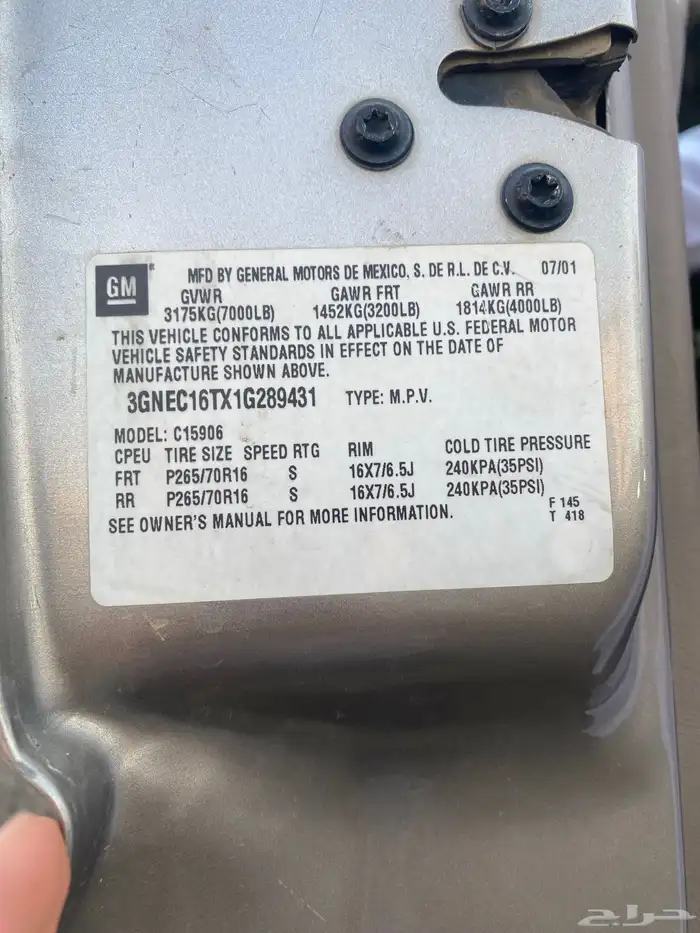 GM
MFD BY GENERAL MOTORS DE MEXICO, S. DE R.L. DE C.V. 07/01
GVWR GAWR FRT GAWR RR
3175KG(7000LB) 1452KG(3200LB) 1814KG(4000LB)
THIS VEHICLE CONFORMS TO ALL APPLICABLE U.S. FEDERAL MOTOR
VEHICLE SAFETY STANDARDS IN EFFECT ON THE DATE OF
MANUFACTURE SHOWN ABOVE.
3GNEC16TX1G289431 TYPE: M.P.V.
MODEL: C15906
CPEU TIRE SIZE SPEED RTG RIM COLD TIRE PRESSURE
FRT P265/70R16 S 16X7/6.5J 240KPA(35PSI)
RR P265/70R16 S 16X7/6.5J 240KPA(35PSI)
SEE OWNER'S MANUAL FOR MORE INFORMATION.
F 145
T 418
حراج